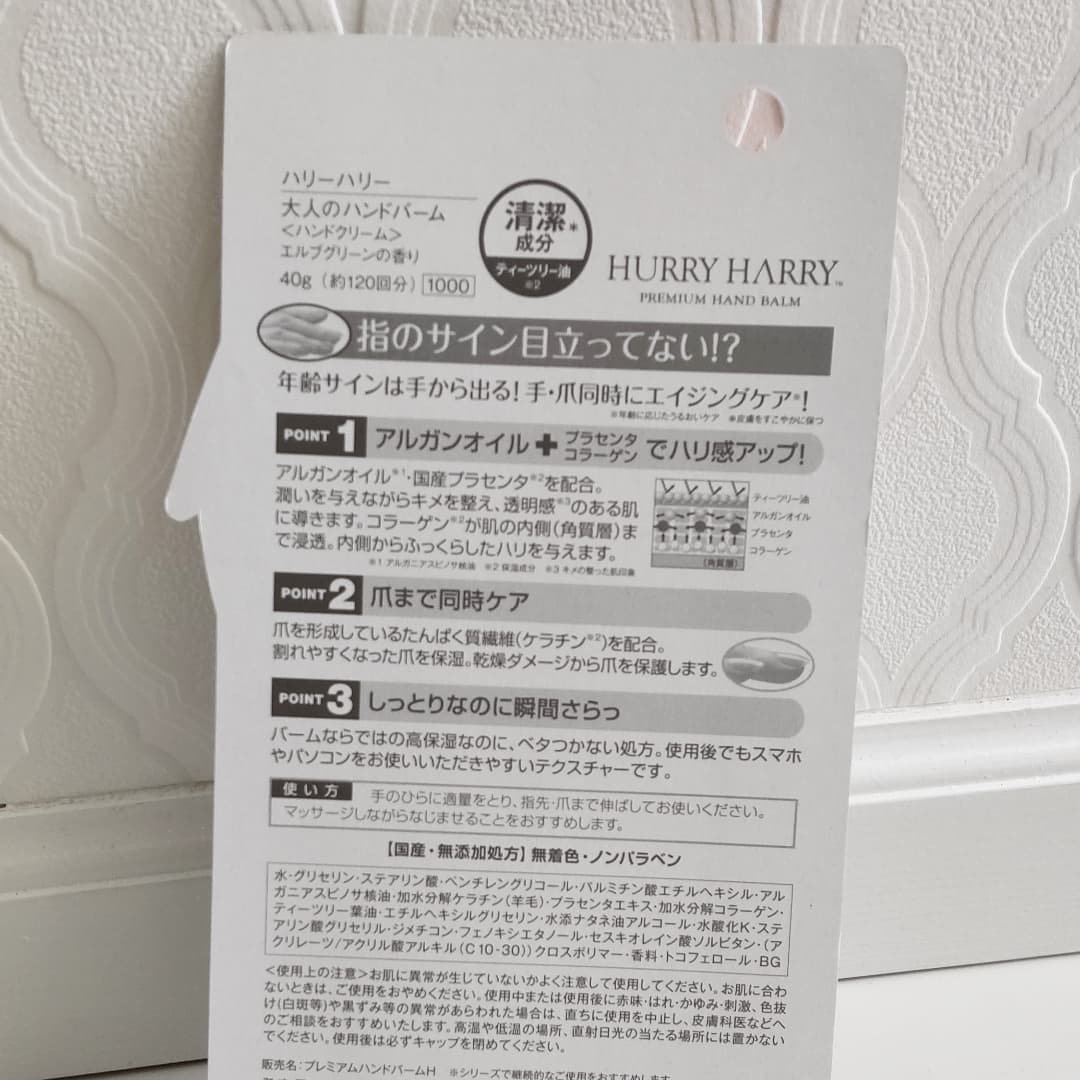 ハリーハリー
大人のハンドバーム
<ハンドクリーム>
エルブグリーンの香り
40g（約120回分） 1000
清潔*
成分
ティーツリー油
※2
HURRY HARRY™
PREMIUM HAND BALM
指のサイン目立ってない!?
年齢サインは手から出る！手・爪同時にエイジングケア※！
※年齢に応じたうるおいケア ※皮膚をすこやかに保つ
POINT 1 アルガンオイル＋プラセンタ コラーゲン でハリ感アップ！
アルガンオイル※1・国産プラセンタ※2を配合。
潤いを与えながらキメを整え、透明感※3のある肌
に導きます。コラーゲン※2が肌の内側（角質層）ま
で浸透。内側からふっくらしたハリを与えます。
※1 アルガニアスピノサ核油 ※2 保湿成分 ※3 キメの整った肌印象
ティーツリー油
アルガンオイル
プラセンタ
コラーゲン
（角質層）
POINT 2 爪まで同時ケア
爪を形成しているたんぱく質繊維（ケラチン※2）を配合。
割れやすくなった爪を保湿。乾燥ダメージから爪を保護します。
POINT 3 しっとりなのに瞬間さらっ
バームならではの高保湿なのに、ベタつかない処方。使用後でもスマホ
やパソコンをお使いいただきやすいテクスチャーです。
使い方 手のひらに適量をとり、指先・爪まで伸ばしてお使いください。
マッサージしながらなじませることをおすすめします。
【国産・無添加処方】無着色・ノンパラベン
水・グリセリン・ステアリン酸・ペンチレングリコール・パルミチン酸エチルヘキシル・アル
ガニアスピノサ核油・加水分解ケラチン（羊毛）・プラセンタエキス・加水分解コラーゲン・
ティーツリー葉油・エチルヘキシルグリセリン・水添ナタネ油アルコール・水酸化K・ステ
アリン酸グリセリル・ジメチコン・フェノキシエタノール・セスキオレイン酸ソルビタン・（ア
クリレーツ/アクリル酸アルキル（C10-30））クロスポリマー・香料・トコフェロール・BG
<使用上の注意>お肌に異常が生じていないかよく注意して使用してください。お肌に合わ
ないときは、ご使用をおやめください。使用中または使用後に赤味・はれ・かゆみ・刺激、色抜
け（白斑等）や黒ずみ等の異常があらわれた場合は、直ちに使用を中止し、皮膚科医などへ
のご相談をおすすめいたします。高温や低温の場所、直射日光の当たる場所には置かない
でください。使用後は必ずキャップを閉めてください。
販売名：プレミアムハンドバームH ※シリーズで継続的なご使用をおすすめします